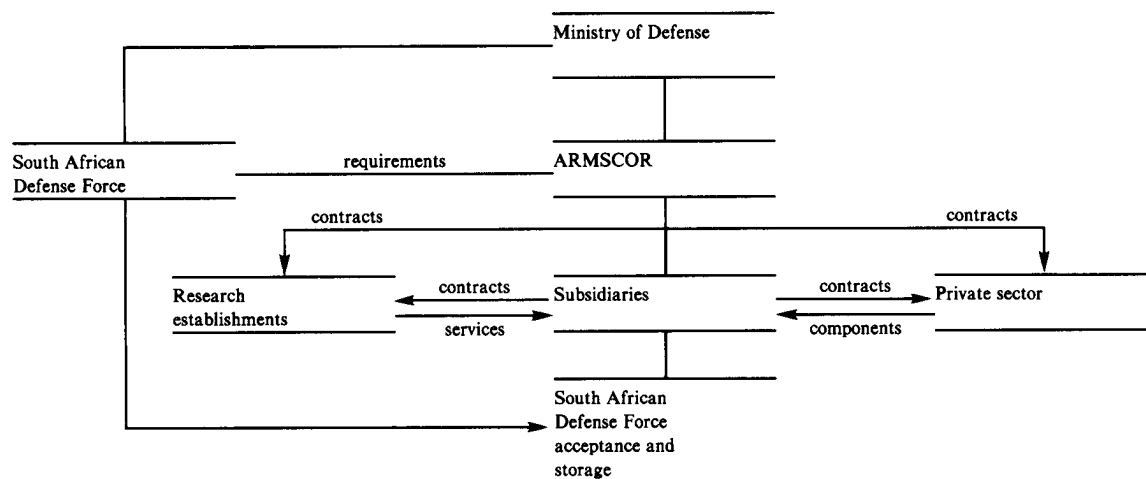 Ministry of Defense
South African
Defense Force
requirements
ARMSCOR
contracts
contracts
Research
establishments
contracts
services
Subsidiaries
contracts
components
Private sector
South African
Defense Force
acceptance and
storage